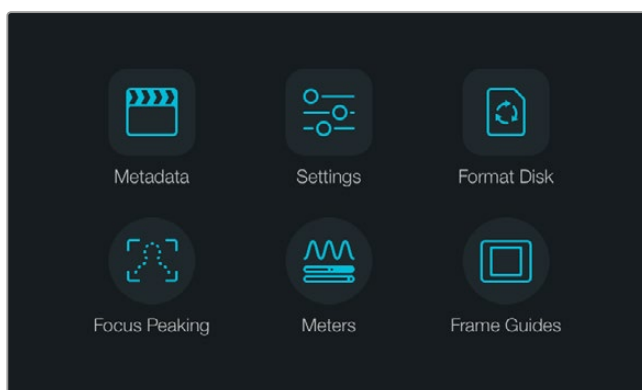 Metadata
Settings
Format Disk
Focus Peaking
Meters
Frame Guides